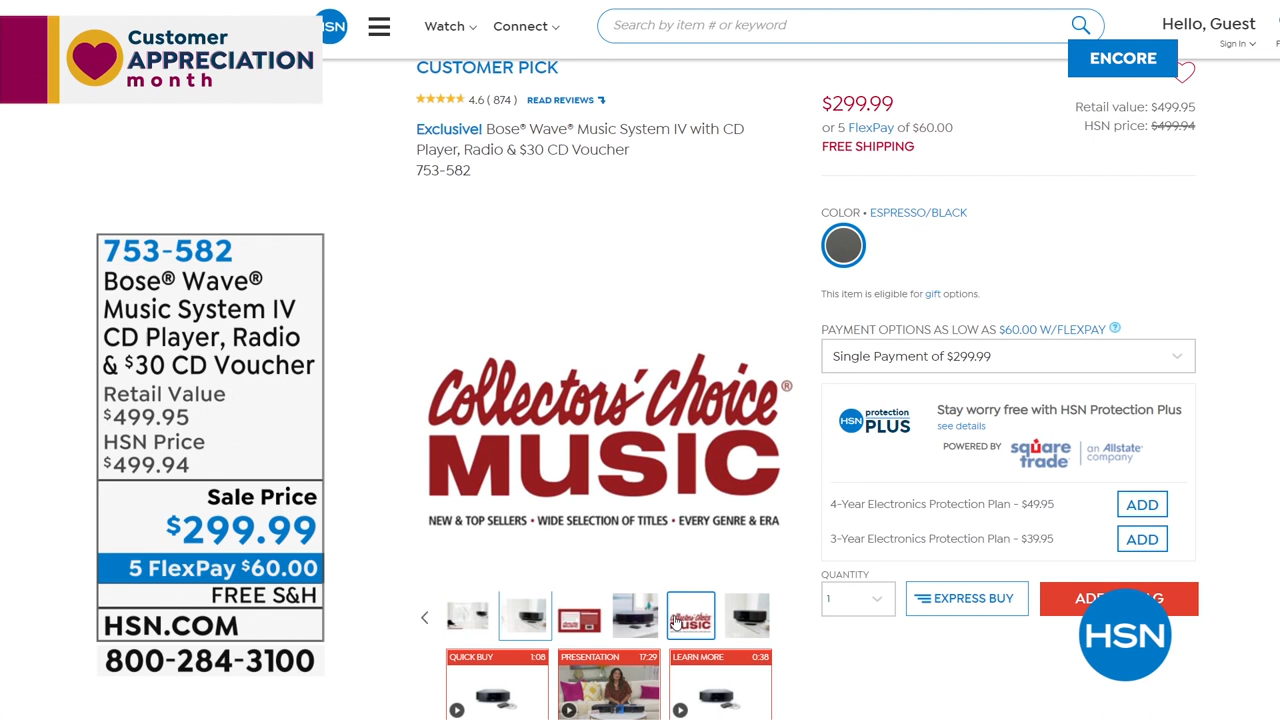 Customer
APPRECIATION
month
HSN
Watch
Connect
Search by item # or keyword
Hello, Guest
Sign In
ENCORE
CUSTOMER PICK
4.6 ( 874 ) READ REVIEWS
Exclusive! Bose® Wave® Music System IV with CD
Player, Radio & $30 CD Voucher
753-582
$299.99
or 5 FlexPay of $60.00
FREE SHIPPING
Retail value: $499.95
HSN price: $499.94
COLOR • ESPRESSO/BLACK
This item is eligible for gift options.
PAYMENT OPTIONS AS LOW AS $60.00 W/FLEXPAY ?
Single Payment of $299.99
HSN protection PLUS
Stay worry free with HSN Protection Plus
see details
POWERED BY square trade an Allstate company
4-Year Electronics Protection Plan - $49.95 ADD
3-Year Electronics Protection Plan - $39.95 ADD
QUANTITY
1
EXPRESS BUY
HSN
753-582
Bose® Wave®
Music System IV
CD Player, Radio
& $30 CD Voucher
Retail Value
$499.95
HSN Price
$499.94
Sale Price
$299.99
5 FlexPay $60.00
FREE S&H
HSN.COM
800-284-3100
Collectors' Choice®
MUSIC
NEW & TOP SELLERS • WIDE SELECTION OF TITLES • EVERY GENRE & ERA
Collectors' Choice
MUSIC
QUICK BUY 1:08
PRESENTATION 17:29
LEARN MORE 0:38